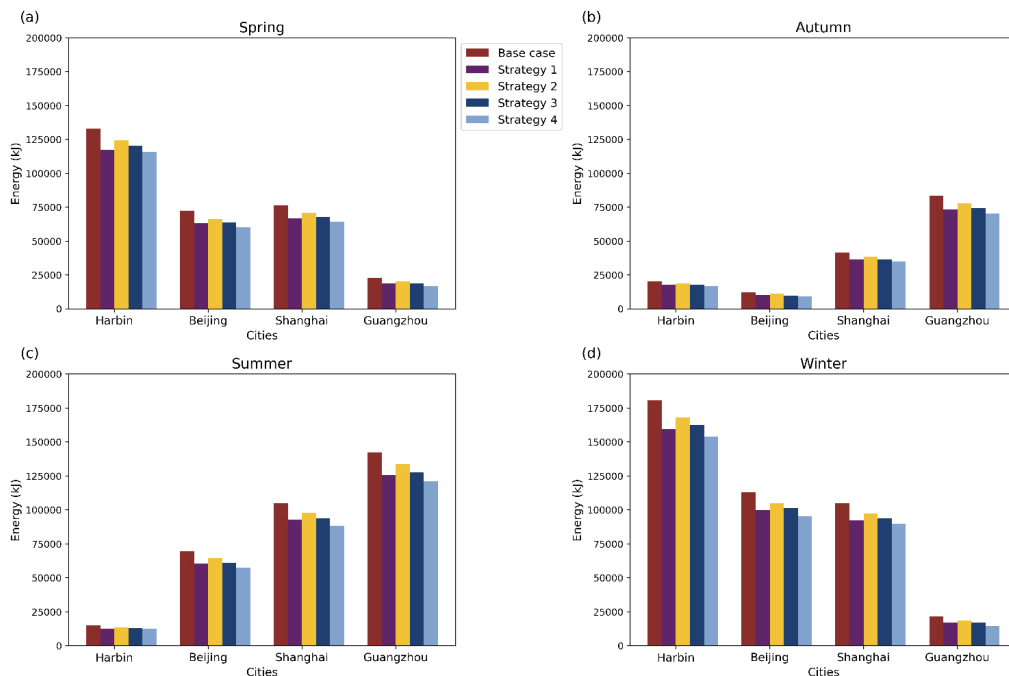 (a)
Spring
200000
175000
150000
125000
100000
75000
50000
25000
0
Energy (kJ)
Harbin Beijing Shanghai Guangzhou
Cities
Base case
Strategy 1
Strategy 2
Strategy 3
Strategy 4
(b)
Autumn
200000
175000
150000
125000
100000
75000
50000
25000
0
Energy (kJ)
Harbin Beijing Shanghai Guangzhou
Cities
(c)
Summer
200000
175000
150000
125000
100000
75000
50000
25000
0
Energy (kJ)
Harbin Beijing Shanghai Guangzhou
Cities
(d)
Winter
200000
175000
150000
125000
100000
75000
50000
25000
0
Energy (kJ)
Harbin Beijing Shanghai Guangzhou
Cities